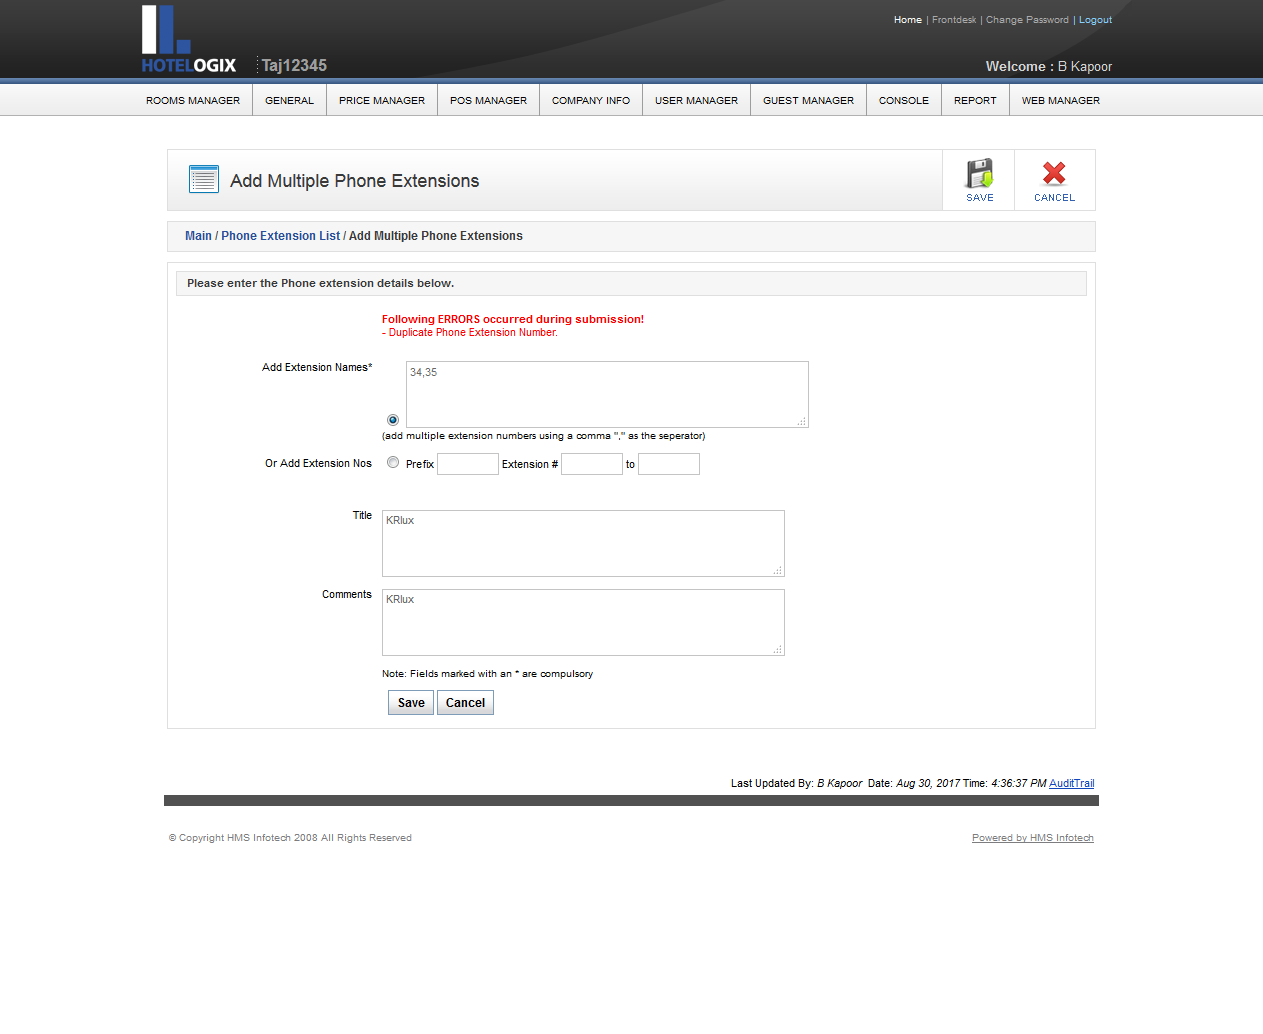 Home | Frontdesk | Change Password | Logout
HOTELOGIX Taj12345
Welcome : B Kapoor
ROOMS MANAGER GENERAL PRICE MANAGER POS MANAGER COMPANY INFO USER MANAGER GUEST MANAGER CONSOLE REPORT WEB MANAGER
Add Multiple Phone Extensions
SAVE CANCEL
Main / Phone Extension List / Add Multiple Phone Extensions
Please enter the Phone extension details below.
Following ERRORS occurred during submission!
- Duplicate Phone Extension Number.
Add Extension Names* 34,35
(add multiple extension numbers using a comma "," as the seperator)
Or Add Extension Nos Prefix Extension # to
Title KRlux
Comments KRlux
Note: Fields marked with an * are compulsory
Save Cancel
Last Updated By: B Kapoor Date: Aug 30, 2017 Time: 4:36:37 PM AuditTrail
© Copyright HMS Infotech 2008 All Rights Reserved Powered by HMS Infotech